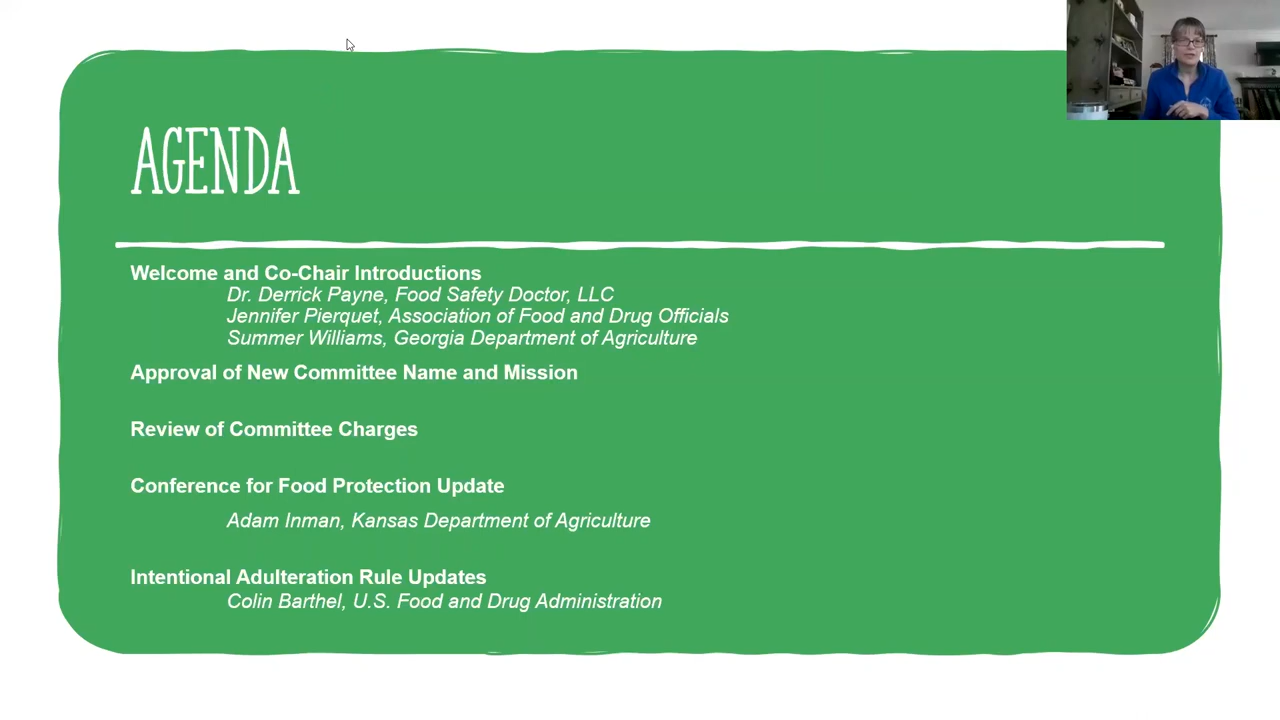 AGENDA
Welcome and Co-Chair Introductions
Dr. Derrick Payne, Food Safety Doctor, LLC
Jennifer Pierquet, Association of Food and Drug Officials
Summer Williams, Georgia Department of Agriculture
Approval of New Committee Name and Mission
Review of Committee Charges
Conference for Food Protection Update
Adam Inman, Kansas Department of Agriculture
Intentional Adulteration Rule Updates
Colin Barthel, U.S. Food and Drug Administration